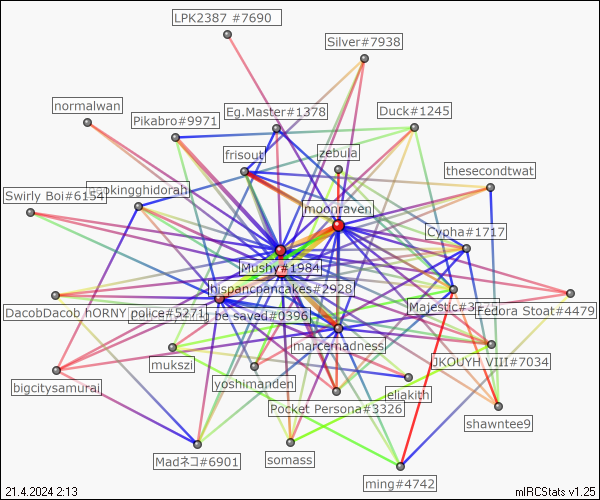 LPK2387 #7690
Silver#7938
normalwan
Pikabro#9971
Eg.Master#1378
Duck#1245
frisout
zebula
thesecondtwat
Swirly Boi#6154
apokingghidorah
moonraven
Cypha#1717
Mushy#1984
hispancpancakes#2928
DacobDacob hORNY police#5271
be saved#0396
Majestic#3
Fedora Stoat#4479
marcemadness
JKOUYH VIII#7034
mukszi
bigcitysamurai
yoshimanden
eliakith
Pocket Persona#3326
shawntee9
Madネコ#6901
somass
ming#4742
21.4.2024 2:13
mIRCStats v1.25